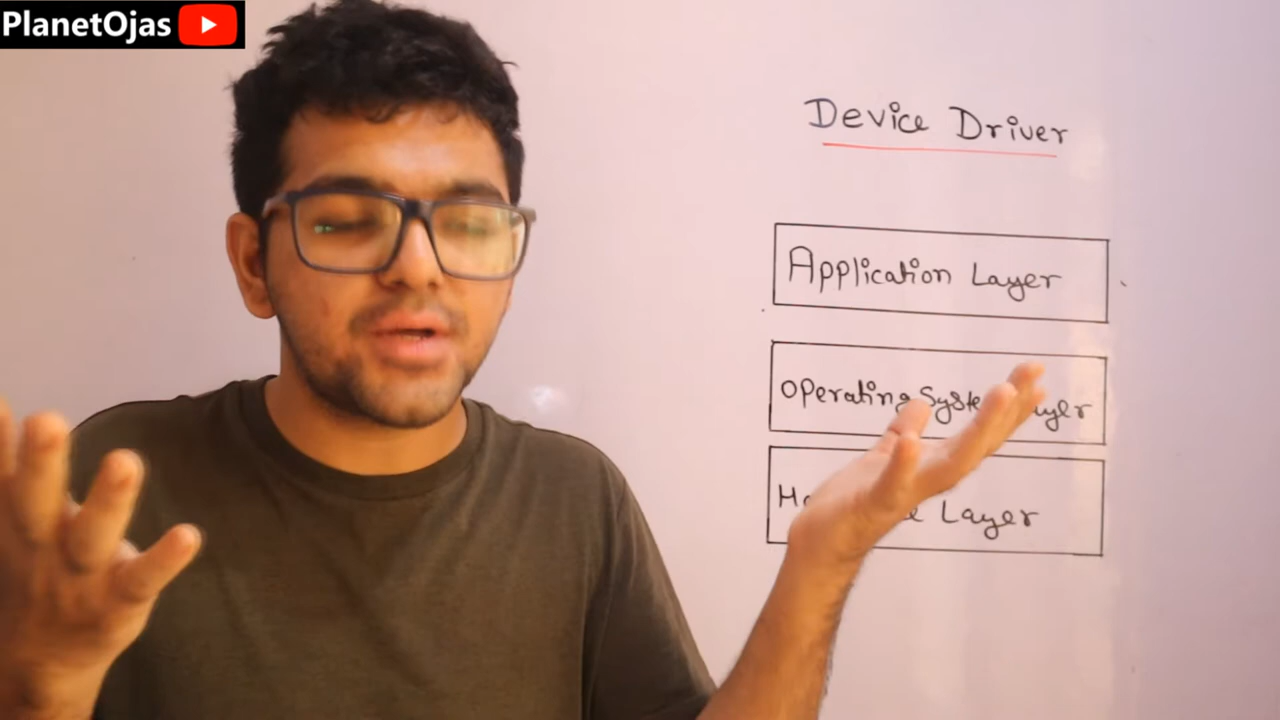 PlanetOjas
Device Driver
Application Layer
Operating
Layer